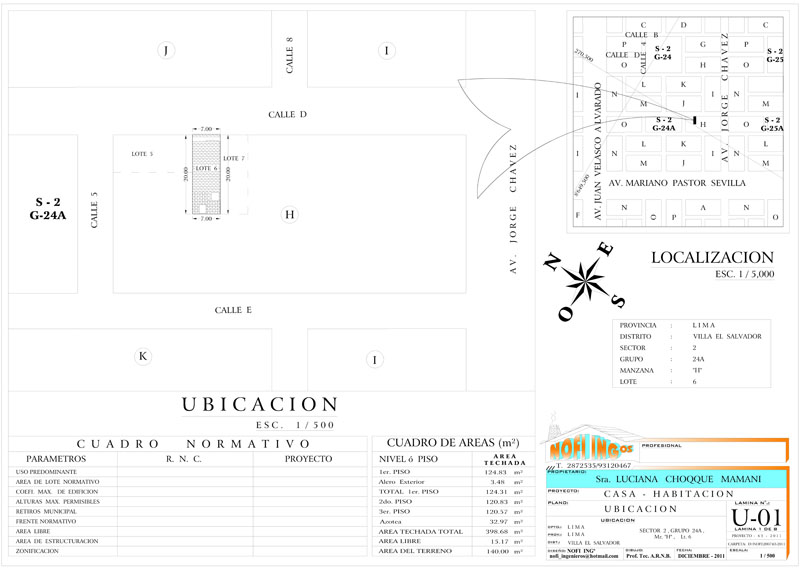 J
CALLE 8
I
CALLE D
7.00
LOTE 5
LOTE 6
LOTE 7
20.00
20.00
7.00
S - 2
G-24A
CALLE 5
H
AV. JORGE CHAVEZ
CALLE E
K
I
UBICACION
ESC. 1 / 500
C D C
CALLE B
P G P
S - 2
G-24
S - 2
G-25
CALLE D
CALLE 4
O H O
270,500
L K L
I N I N
M J M
AV. JUAN VELASCO ALVARADO
AV. JORGE CHAVEZ
O H O
S - 2
G-24A
S - 2
G-25A
L K L
I N I N
M J M
8'649,500
AV. MARIANO PASTOR SEVILLA
F N O P A N O
LOCALIZACION
ESC. 1 / 5,000
N E S O
PROVINCIA : LIMA
DISTRITO : VILLA EL SALVADOR
SECTOR : 2
GRUPO : 24A
MANZANA : "H"
LOTE : 6
CUADRO NORMATIVO
PARAMETROS R. N. C. PROYECTO
USO PREDOMINANTE
AREA DE LOTE NORMATIVO
COEFI. MAX. DE EDIFICION
ALTURAS MAX. PERMISIBLES
RETIROS MUNICIPAL
FRENTE NORMATIVO
AREA LIBRE
AREA DE ESTRUCTURACION
ZONIFICACION
CUADRO DE AREAS (m²)
NIVEL ó PISO AREA TECHADA
1er. PISO 124.83 m²
Alero Exterior 3.48 m²
TOTAL 1er. PISO 124.31 m²
2do. PISO 120.83 m²
3er. PISO 120.57 m²
Azotea 32.97 m²
AREA TECHADA TOTAL 398.68 m²
AREA LIBRE 15.17 m²
AREA DEL TERRENO 140.00 m²
NOFI INGos
T. 2872535/93120467
PROFESIONAL
PROPIETARIO:
Sra. LUCIANA CHOQQUE MAMANI
PROYECTO:
CASA - HABITACION
PLANO:
UBICACION
LAMINA N°.:
U-01
LAMINA 1 DE 8
UBICACION
DPTO.: LIMA
PROV.: LIMA
DIST.: VILLA EL SALVADOR
SECTOR 2 , GRUPO 24A ,
Mz. "H" , Lt. 6
DISEÑO: NOFI INGº
nofi_ingenieros@hotmail.com
DIBUJO:
Prof. Tec. A.R.N.B.
FECHA:
DICIEMBRE - 2011
ESCALA:
1 / 500